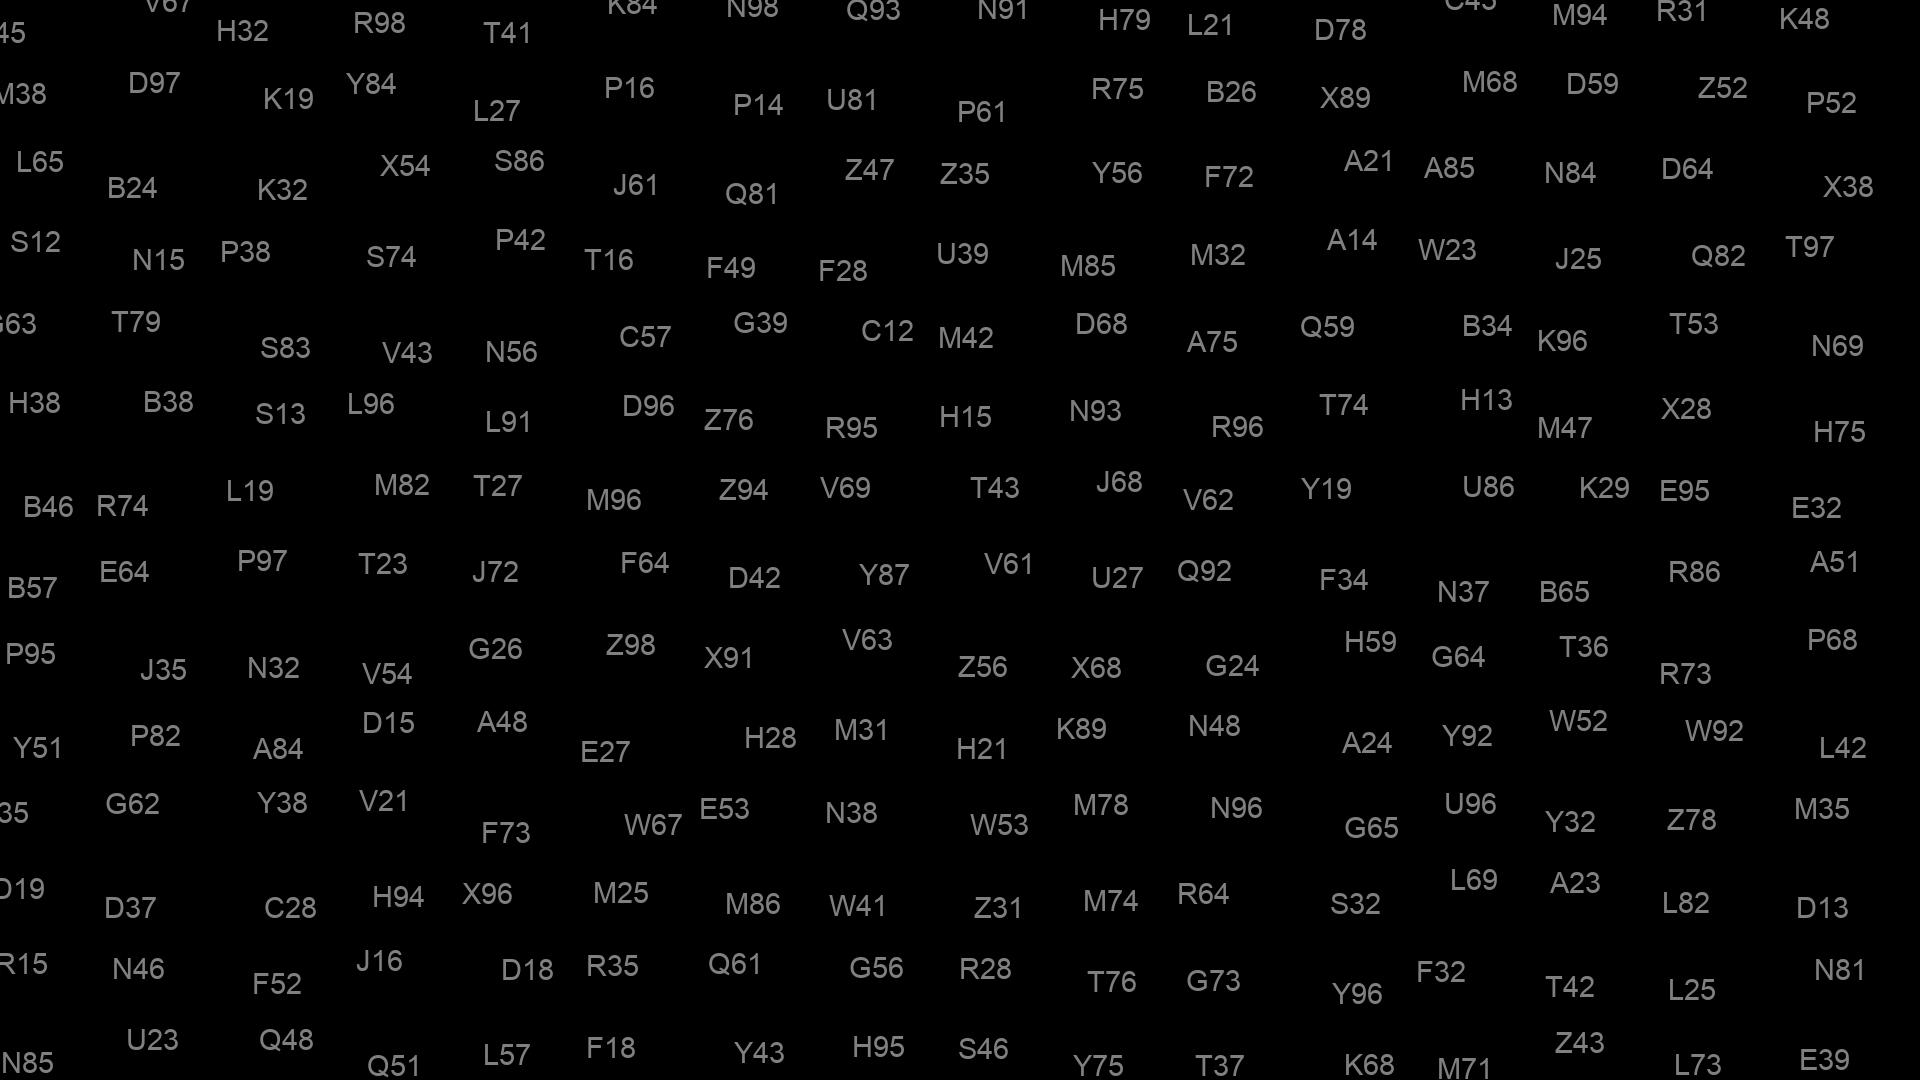 V67 H32 R98 T41 K84 N98 Q93 N91 H79 L21 D78 C45 M94 R31 K48
M38 D97 K19 Y84 L27 P16 P14 U81 P61 R75 B26 X89 M68 D59 Z52 P52
L65 B24 K32 X54 S86 J61 Q81 Z47 Z35 Y56 F72 A21 A85 N84 D64 X38
S12 N15 P38 S74 P42 T16 F49 F28 U39 M85 M32 A14 W23 J25 Q82 T97
G63 T79 S83 V43 N56 C57 G39 C12 M42 D68 A75 Q59 B34 K96 T53 N69
H38 B38 S13 L96 L91 D96 Z76 R95 H15 N93 R96 T74 H13 M47 X28 H75
B46 R74 L19 M82 T27 M96 Z94 V69 T43 J68 V62 Y19 U86 K29 E95 E32
B57 E64 P97 T23 J72 F64 D42 Y87 V61 U27 Q92 F34 N37 B65 R86 A51
P95 J35 N32 V54 G26 Z98 X91 V63 Z56 X68 G24 H59 G64 T36 R73 P68
Y51 P82 A84 D15 A48 E27 H28 M31 H21 K89 N48 A24 Y92 W52 W92 L42
G62 Y38 V21 F73 W67 E53 N38 W53 M78 N96 G65 U96 Y32 Z78 M35
D19 D37 C28 H94 X96 M25 M86 W41 Z31 M74 R64 S32 L69 A23 L82 D13
R15 N46 F52 J16 D18 R35 Q61 G56 R28 T76 G73 Y96 F32 T42 L25 N81
N85 U23 Q48 Q51 L57 F18 Y43 H95 S46 Y75 T37 K68 M71 Z43 L73 E39